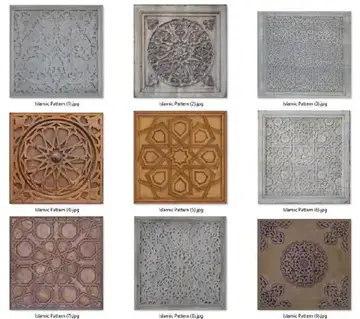 Islamic Pattern (1).jpg
Islamic Pattern (2).jpg
Islamic Pattern (3).jpg
Islamic Pattern (4).jpg
Islamic Pattern (5).jpg
Islamic Pattern (6).jpg
Islamic Pattern (7).jpg
Islamic Pattern (8).jpg
Islamic Pattern (9).jpg